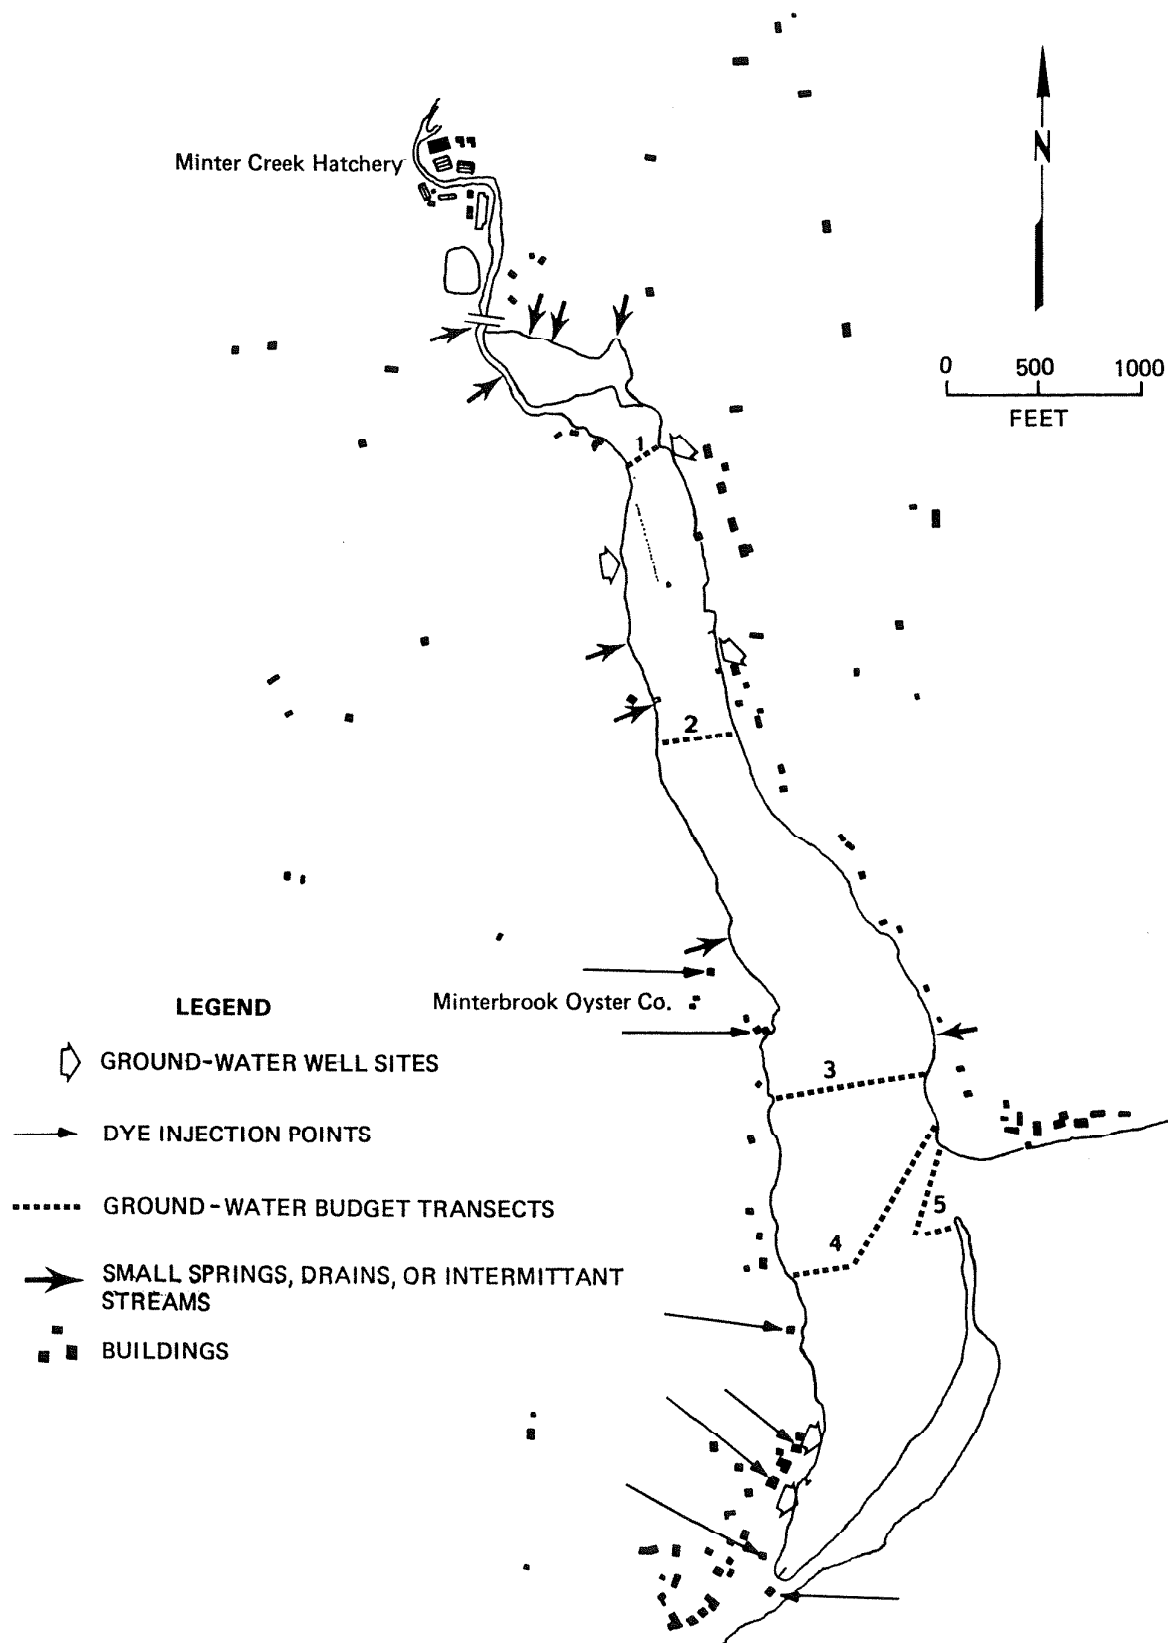 Minter Creek Hatchery
N
0 500 1000
FEET
1
2
Minterbrook Oyster Co.
3
4
5
LEGEND
GROUND-WATER WELL SITES
DYE INJECTION POINTS
GROUND-WATER BUDGET TRANSECTS
SMALL SPRINGS, DRAINS, OR INTERMITTANT
STREAMS
BUILDINGS